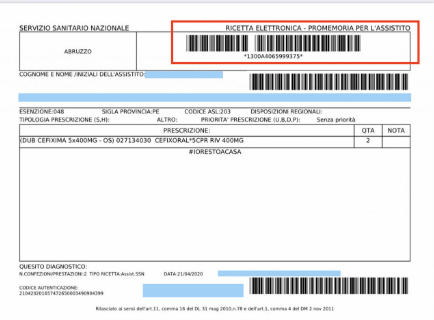 SERVIZIO SANITARIO NAZIONALE RICETTA ELETTRONICA - PROMEMORIA PER L'ASSISTITO
ABRUZZO
*1300A4065999375*
COGNOME E NOME /INIZIALI DELL'ASSISTITO:
ESENZIONE:048 SIGLA PROVINCIA:PE CODICE ASL:203 DISPOSIZIONI REGIONALI:
TIPOLOGIA PRESCRIZIONE (S,H): ALTRO: PRIORITA' PRESCRIZIONE (U,B,D,P): Senza priorità
PRESCRIZIONE: QTA NOTA
(DUB CEFIXIMA 5x400MG - OS) 027134030 CEFIXORAL*5CPR RIV 400MG 2
#IORESTOACASA
QUESITO DIAGNOSTICO:
N.CONFEZIONI/PRESTAZIONI:2 TIPO RICETTA:Assist.SSN DATA:21/04/2020
CODICE AUTENTICAZIONE:
Rilasciato ai sensi dell'art.11, comma 16 del DL 31 mag 2010,n.78 e dell'art.1, comma 4 del DM 2 nov 2011